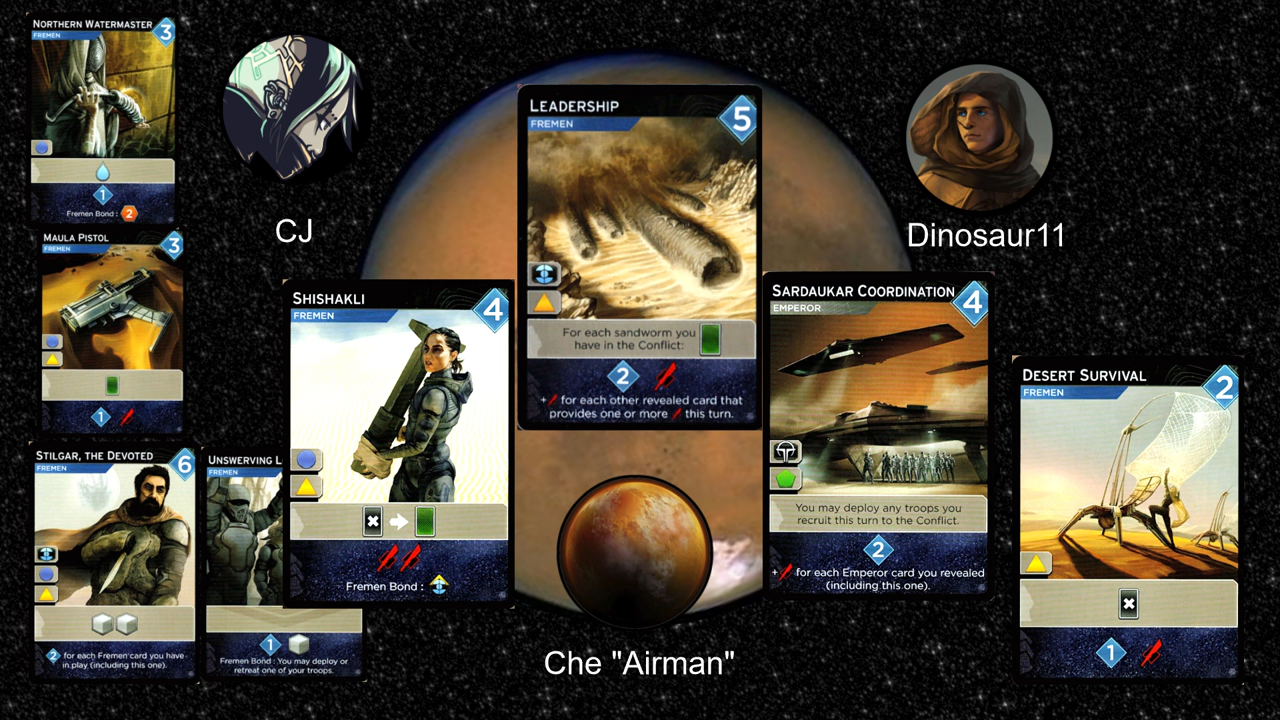 NORTHERN WATERMASTER
3
FREMEN
1
Fremen Bond : 2
MAULA PISTOL
3
FREMEN
1
STILGAR, THE DEVOTED
6
FREMEN
2 for each Fremen card you have
in play (including this one).
UNSWERVING L
FREMEN
1
Fremen Bond : You may deploy or
retreat one of your troops.
CJ
SHISHAKLI
4
FREMEN
Fremen Bond :
LEADERSHIP
5
FREMEN
For each sandworm you
have in the Conflict:
2
+ for each other revealed card that
provides one or more this turn.
Che "Airman"
Dinosaur11
SARDAUKAR COORDINATION
4
EMPEROR
You may deploy any troops you
recruit this turn to the Conflict.
2
+ for each Emperor card you revealed
(including this one).
DESERT SURVIVAL
2
FREMEN
1